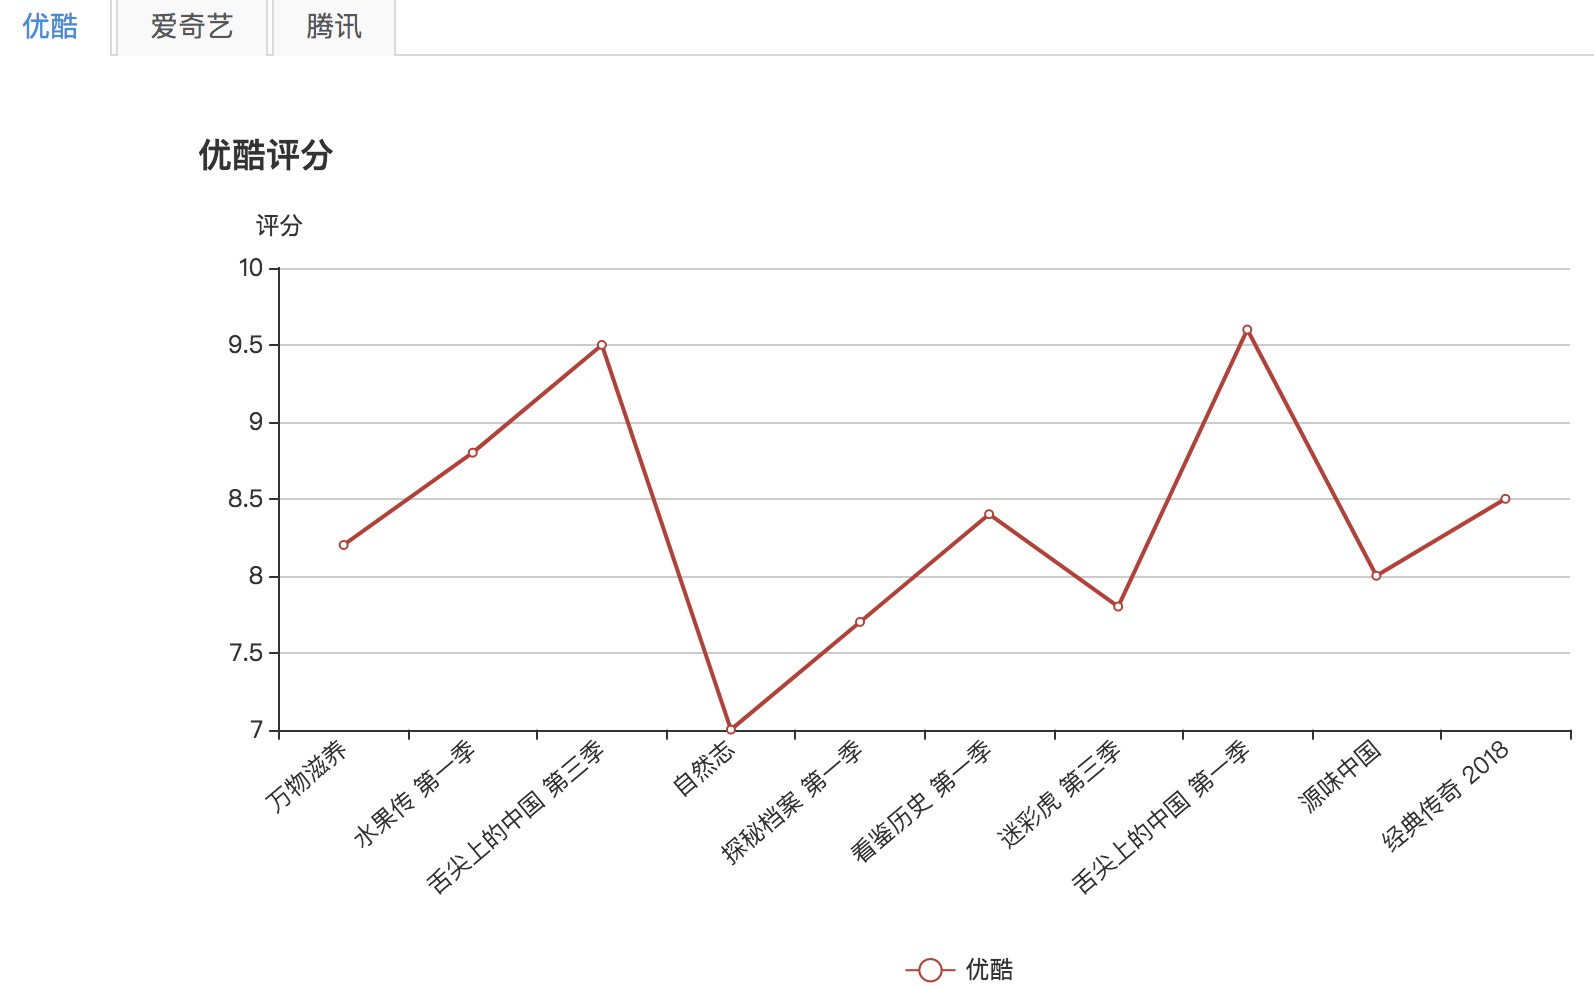 优酷 爱奇艺 腾讯
优酷评分
评分
10
9.5
9
8.5
8
7.5
7
万物滋养
水果传 第一季
舌尖上的中国 第三季
自然志
探秘档案 第一季
看鉴历史 第一季
迷彩虎 第三季
舌尖上的中国 第一季
源味中国
经典传奇 2018
优酷